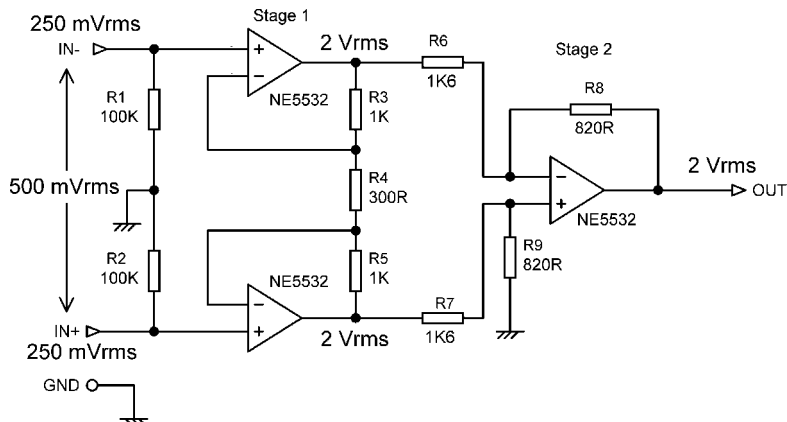 Stage 1
250 mVrms
IN-
+
−
NE5532
2 Vrms
R1
100K
R3
1K
R6
1K6
Stage 2
R8
820R
500 mVrms
R4
300R
−
+
NE5532
2 Vrms
OUT
R2
100K
NE5532
−
+
R5
1K
R9
820R
R7
1K6
IN+
250 mVrms
2 Vrms
GND